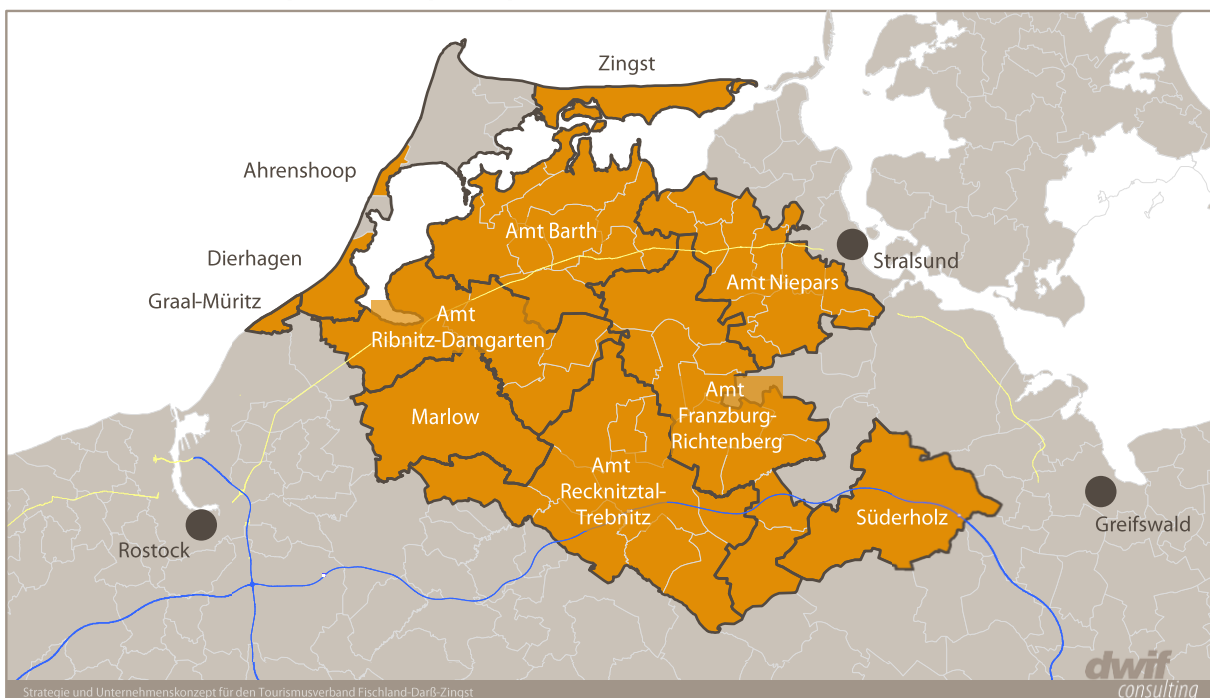 Zingst
Ahrenshoop
Amt Barth
Dierhagen
Stralsund
Amt Niepars
Graal-Müritz
Amt
Ribnitz-Damgarten
Amt
Franzburg-
Richtenberg
Marlow
Amt
Recknitztal-
Trebnitz
Süderholz
Greifswald
Rostock
dwif
consulting
Strategie und Unternehmenskonzept für den Tourismusverband Fischland-Darß-Zingst